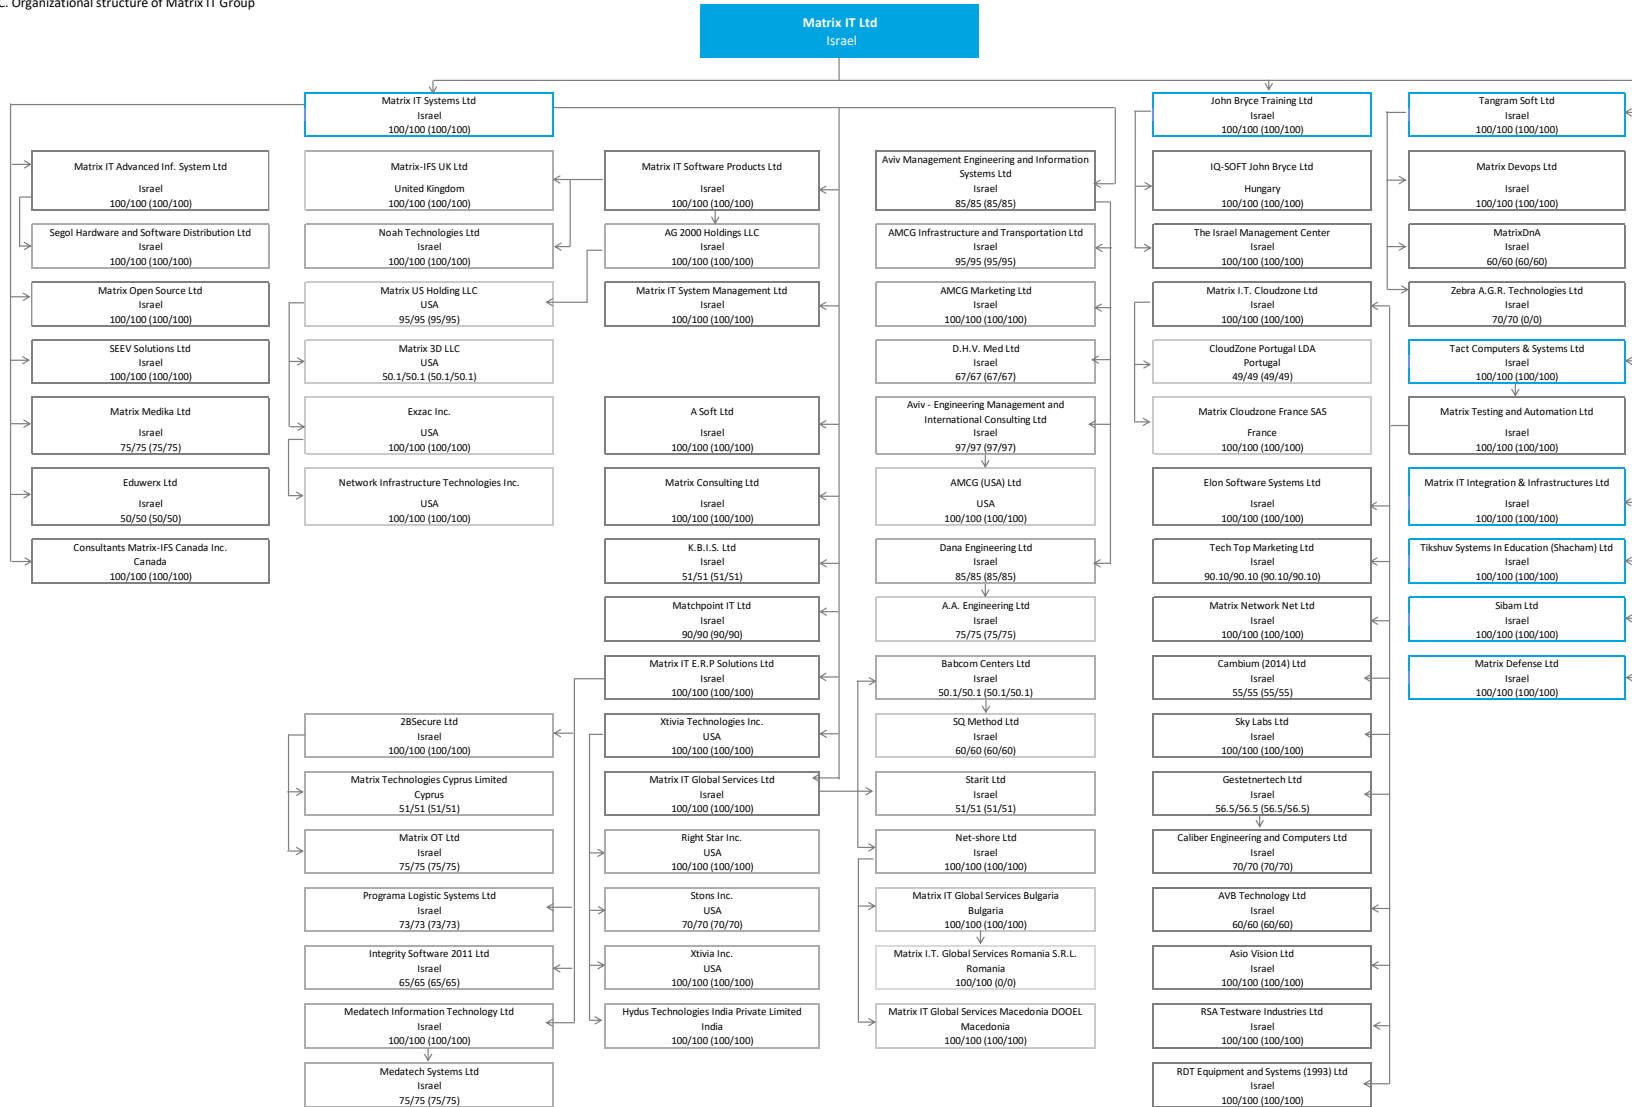 C. Organizational structure of Matrix IT Group
Matrix IT Ltd
Israel
Matrix IT Systems Ltd
Israel
100/100 (100/100)
John Bryce Training Ltd
Israel
100/100 (100/100)
Tangram Soft Ltd
Israel
100/100 (100/100)
Matrix IT Advanced Inf. System Ltd
Israel
100/100 (100/100)
Segol Hardware and Software Distribution Ltd
Israel
100/100 (100/100)
Matrix Open Source Ltd
Israel
100/100 (100/100)
SEEV Solutions Ltd
Israel
100/100 (100/100)
Matrix Medika Ltd
Israel
75/75 (75/75)
Eduwerx Ltd
Israel
50/50 (50/50)
Consultants Matrix-IFS Canada Inc.
Canada
100/100 (100/100)
Matrix-IFS UK Ltd
United Kingdom
100/100 (100/100)
Noah Technologies Ltd
Israel
100/100 (100/100)
Matrix US Holding LLC
USA
95/95 (95/95)
Matrix 3D LLC
USA
50.1/50.1 (50.1/50.1)
Exzac Inc.
USA
100/100 (100/100)
Network Infrastructure Technologies Inc.
USA
100/100 (100/100)
2BSecure Ltd
Israel
100/100 (100/100)
Matrix Technologies Cyprus Limited
Cyprus
51/51 (51/51)
Matrix OT Ltd
Israel
75/75 (75/75)
Programa Logistic Systems Ltd
Israel
73/73 (73/73)
Integrity Software 2011 Ltd
Israel
65/65 (65/65)
Medatech Information Technology Ltd
Israel
100/100 (100/100)
Medatech Systems Ltd
Israel
75/75 (75/75)
Matrix IT Software Products Ltd
Israel
100/100 (100/100)
AG 2000 Holdings LLC
Israel
100/100 (100/100)
Matrix IT System Management Ltd
Israel
100/100 (100/100)
A Soft Ltd
Israel
100/100 (100/100)
Matrix Consulting Ltd
Israel
100/100 (100/100)
K.B.I.S. Ltd
Israel
51/51 (51/51)
Matchpoint IT Ltd
Israel
90/90 (90/90)
Matrix IT E.R.P Solutions Ltd
Israel
100/100 (100/100)
Xtivia Technologies Inc.
USA
100/100 (100/100)
Matrix IT Global Services Ltd
Israel
100/100 (100/100)
Right Star Inc.
USA
100/100 (100/100)
Stons Inc.
USA
70/70 (70/70)
Xtivia Inc.
USA
100/100 (100/100)
Hydus Technologies India Private Limited
India
100/100 (100/100)
Aviv Management Engineering and Information
Systems Ltd
Israel
85/85 (85/85)
AMCG Infrastructure and Transportation Ltd
Israel
95/95 (95/95)
AMCG Marketing Ltd
Israel
100/100 (100/100)
D.H.V. Med Ltd
Israel
67/67 (67/67)
Aviv - Engineering Management and
International Consulting Ltd
Israel
97/97 (97/97)
AMCG (USA) Ltd
USA
100/100 (100/100)
Dana Engineering Ltd
Israel
85/85 (85/85)
A.A. Engineering Ltd
Israel
75/75 (75/75)
Babcom Centers Ltd
Israel
50.1/50.1 (50.1/50.1)
SQ Method Ltd
Israel
60/60 (60/60)
Starit Ltd
Israel
51/51 (51/51)
Net-shore Ltd
Israel
100/100 (100/100)
Matrix IT Global Services Bulgaria
Bulgaria
100/100 (100/100)
Matrix I.T. Global Services Romania S.R.L.
Romania
100/100 (0/0)
Matrix IT Global Services Macedonia DOOEL
Macedonia
100/100 (100/100)
IQ-SOFT John Bryce Ltd
Hungary
100/100 (100/100)
The Israel Management Center
Israel
100/100 (100/100)
Matrix I.T. Cloudzone Ltd
Israel
100/100 (100/100)
CloudZone Portugal LDA
Portugal
49/49 (49/49)
Matrix Cloudzone France SAS
France
100/100 (100/100)
Elon Software Systems Ltd
Israel
100/100 (100/100)
Tech Top Marketing Ltd
Israel
90.10/90.10 (90.10/90.10)
Matrix Network Net Ltd
Israel
100/100 (100/100)
Cambium (2014) Ltd
Israel
55/55 (55/55)
Sky Labs Ltd
Israel
100/100 (100/100)
Gestetnertech Ltd
Israel
56.5/56.5 (56.5/56.5)
Caliber Engineering and Computers Ltd
Israel
70/70 (70/70)
AVB Technology Ltd
Israel
60/60 (60/60)
Asio Vision Ltd
Israel
100/100 (100/100)
RSA Testware Industries Ltd
Israel
100/100 (100/100)
RDT Equipment and Systems (1993) Ltd
Israel
100/100 (100/100)
Matrix Devops Ltd
Israel
100/100 (100/100)
MatrixDnA
Israel
60/60 (60/60)
Zebra A.G.R. Technologies Ltd
Israel
70/70 (0/0)
Tact Computers & Systems Ltd
Israel
100/100 (100/100)
Matrix Testing and Automation Ltd
Israel
100/100 (100/100)
Matrix IT Integration & Infrastructures Ltd
Israel
100/100 (100/100)
Tikshuv Systems In Education (Shacham) Ltd
Israel
100/100 (100/100)
Sibam Ltd
Israel
100/100 (100/100)
Matrix Defense Ltd
Israel
100/100 (100/100)